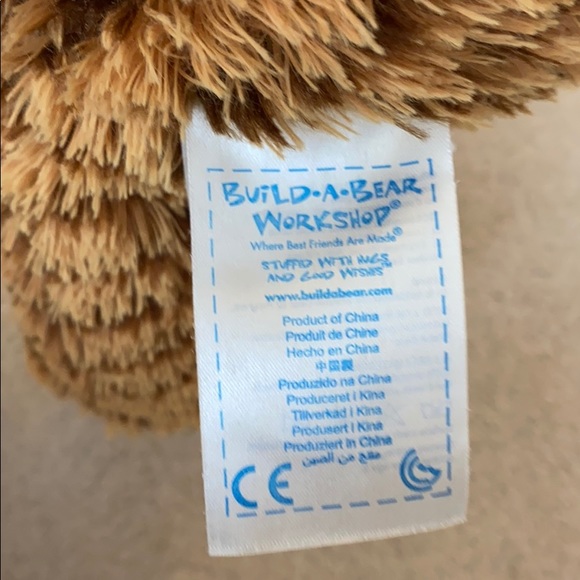 BUILD-A-BEAR
WORKSHOP®
Where Best Friends Are Made®
STUFFED WITH HUGS
AND GOOD WISHES™
www.buildabear.com
Product of China
Produit de Chine
Hecho en China
中国製
Produzido na China
Produceret i Kina
Tillverkad i Kina
Produsert i Kina
Produziert in China
صنع من الصين
CE